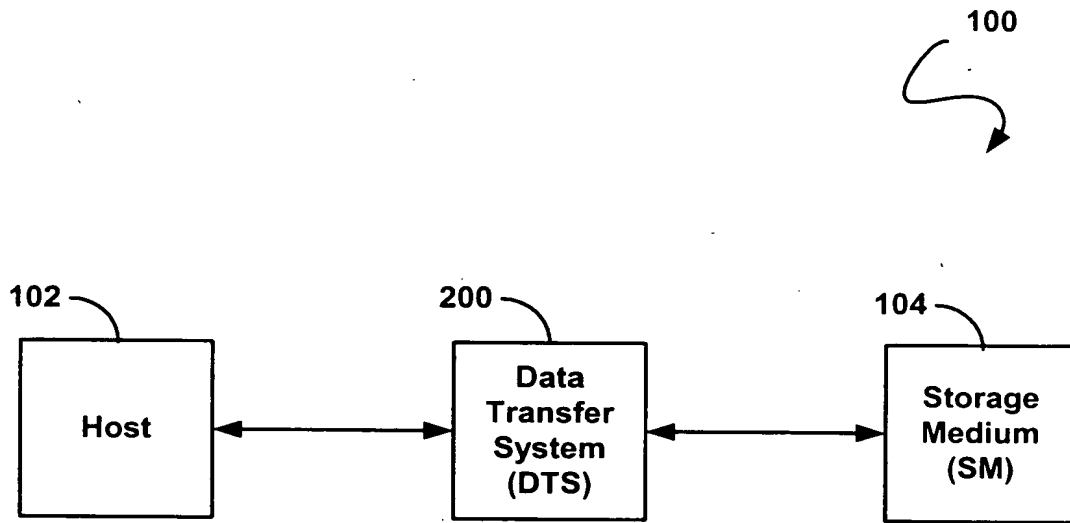 100
102
200
104
Host
Data
Transfer
System
(DTS)
Storage
Medium
(SM)